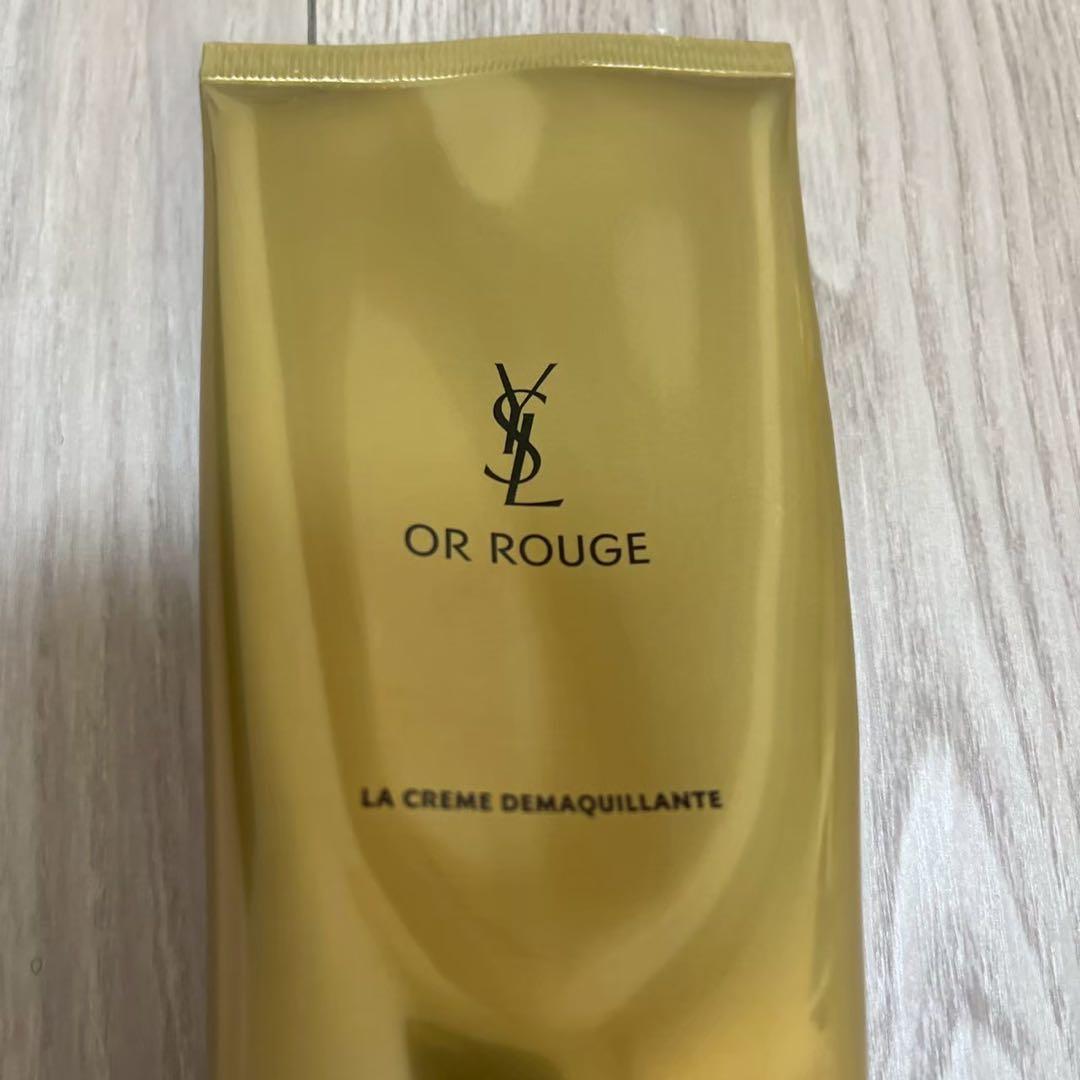 YSL
OR ROUGE
LA CREME DEMAQUILLANTE